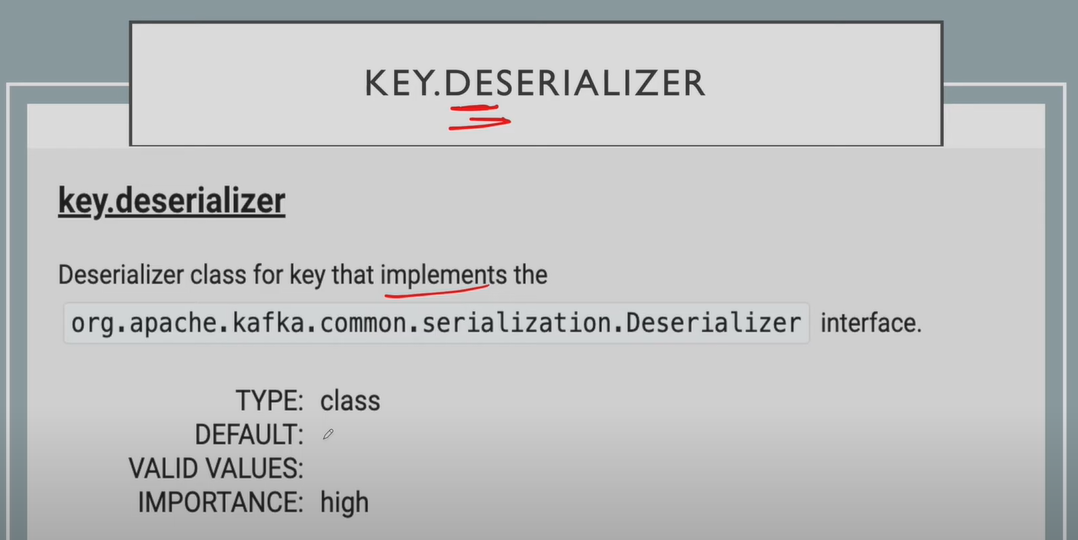 KEY.DESERIALIZER
key.deserializer
Deserializer class for key that implements the
org.apache.kafka.common.serialization.Deserializer interface.
TYPE: class
DEFAULT:
VALID VALUES:
IMPORTANCE: high